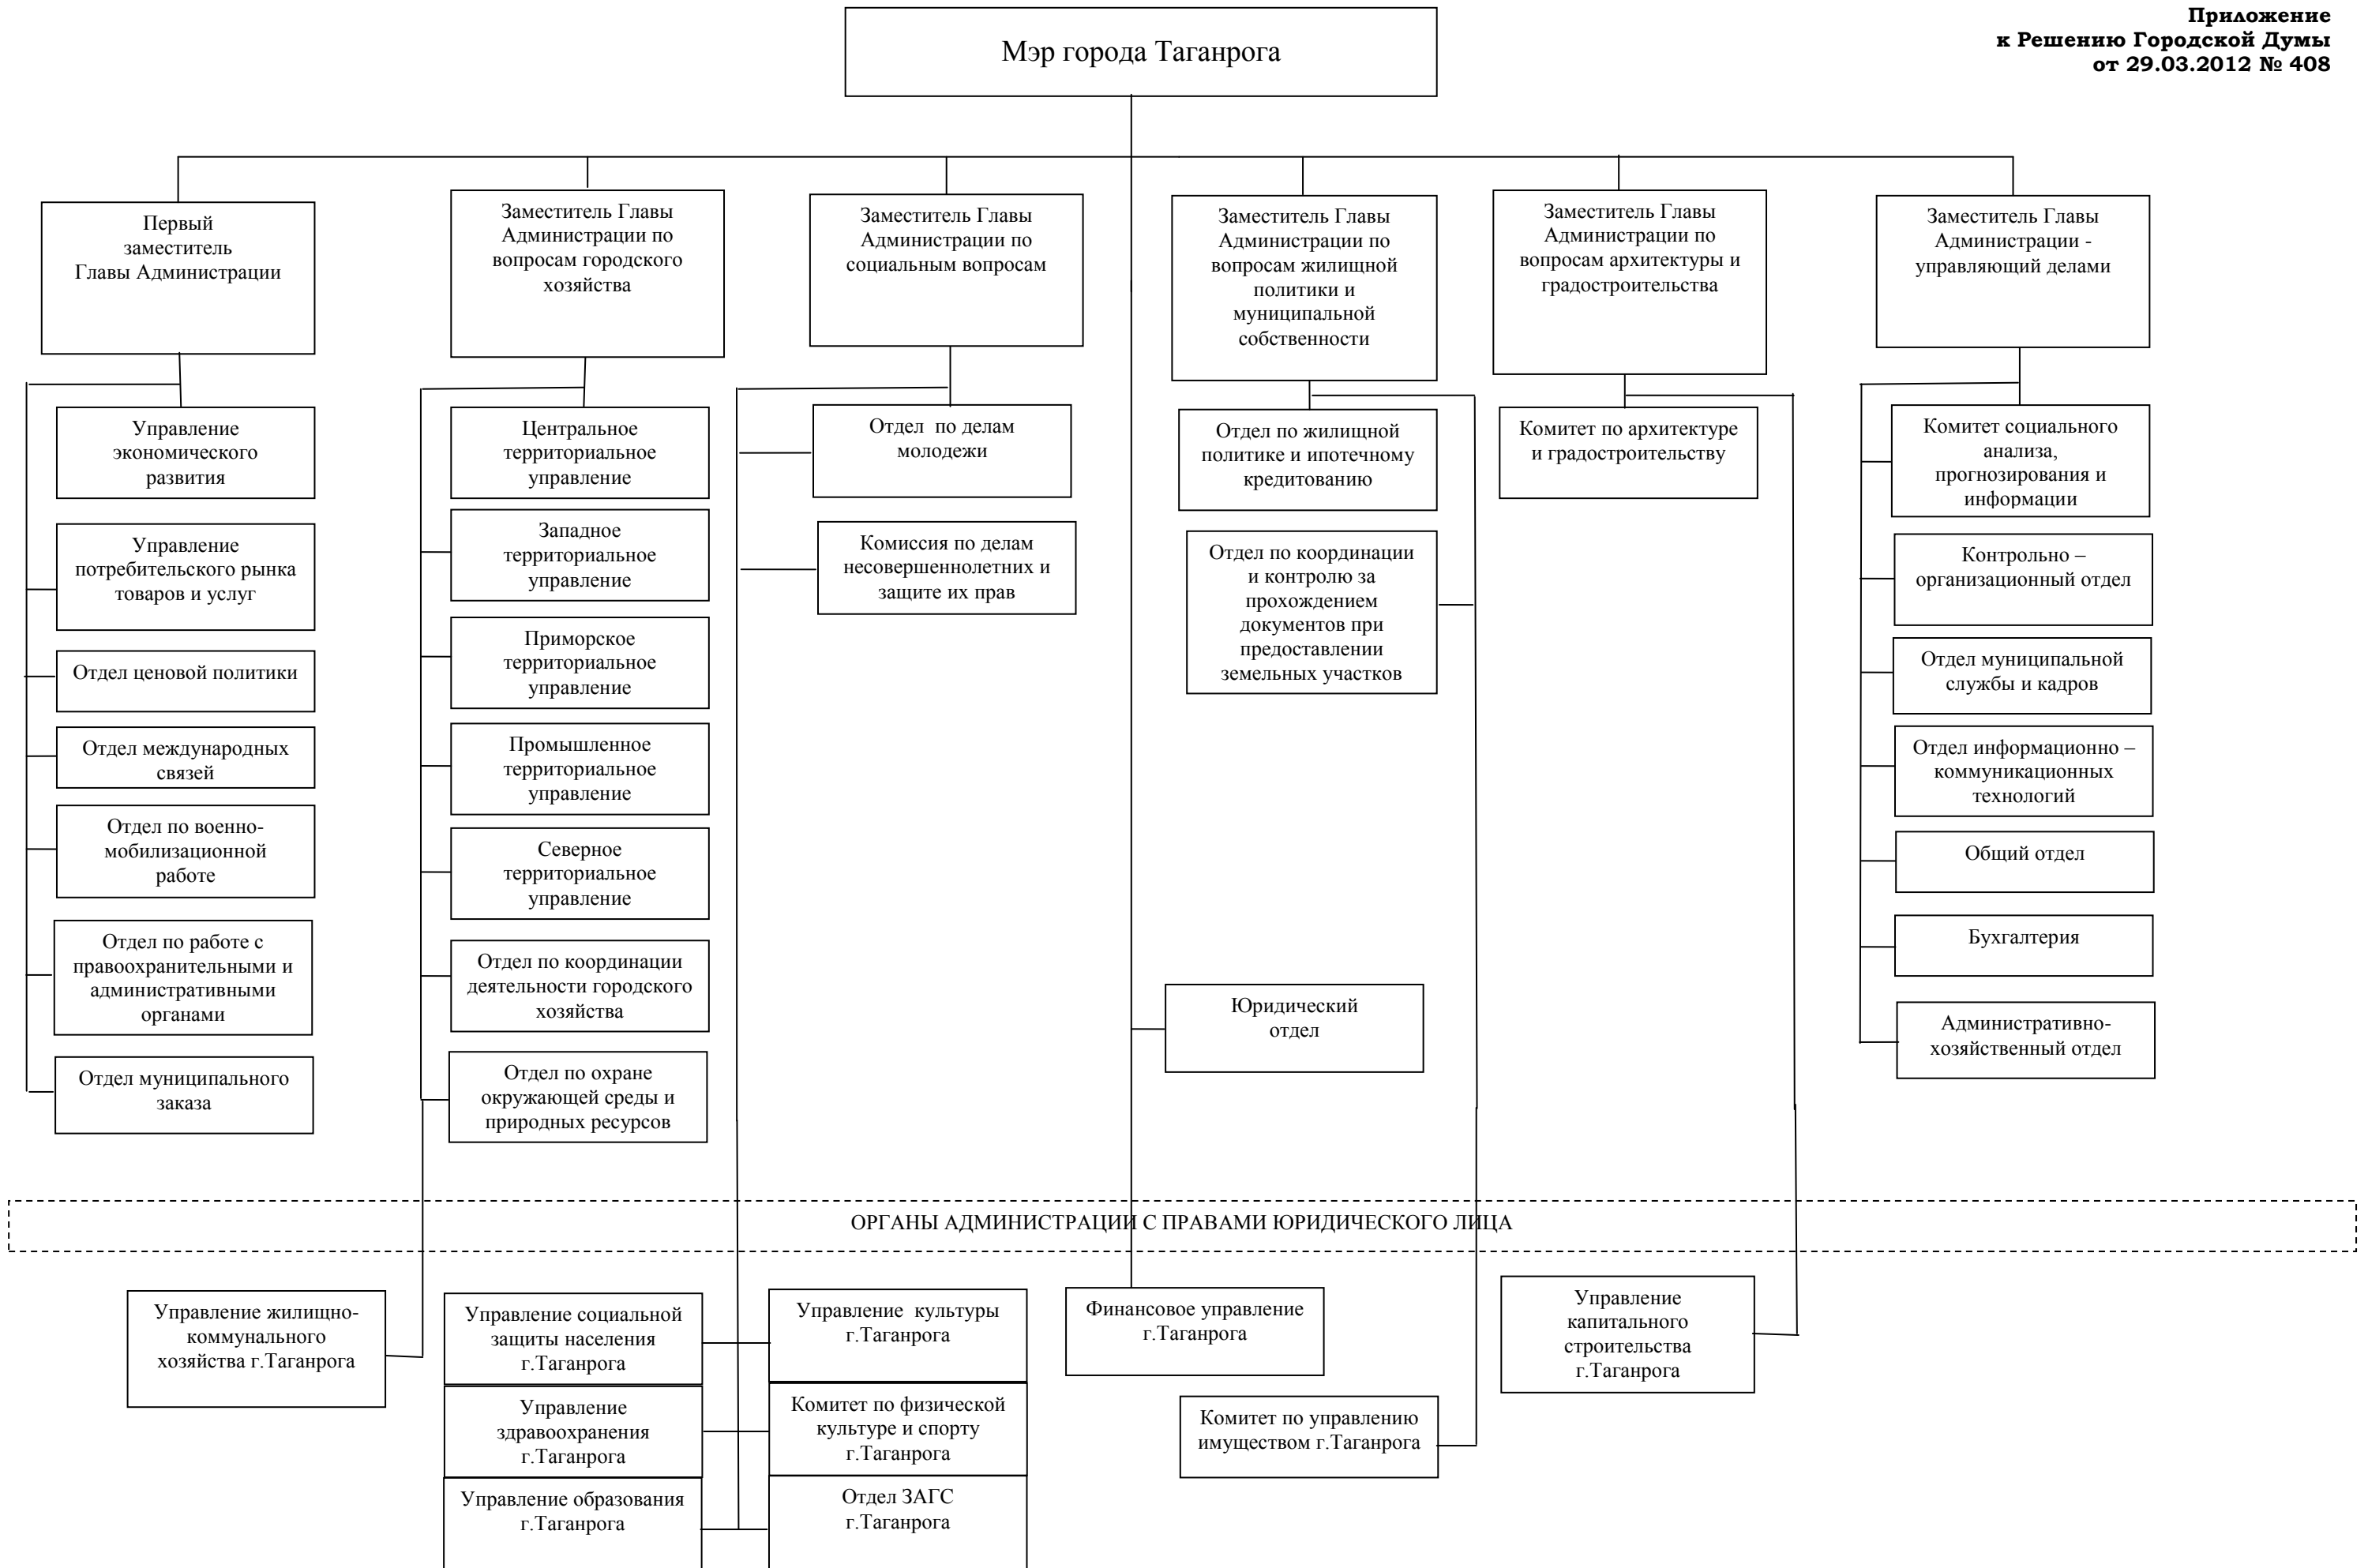 Приложение
к Решению Городской Думы
от 29.03.2012 № 408
Мэр города Таганрога
Первый
заместитель
Главы Администрации
Заместитель Главы
Администрации по
вопросам городского
хозяйства
Заместитель Главы
Администрации по
социальным вопросам
Заместитель Главы
Администрации по
вопросам жилищной
политики и
муниципальной
собственности
Заместитель Главы
Администрации по
вопросам архитектуры и
градостроительства
Заместитель Главы
Администрации -
управляющий делами
Управление
экономического
развития
Управление
потребительского рынка
товаров и услуг
Отдел ценовой политики
Отдел международных
связей
Отдел по военно-
мобилизационной
работе
Отдел по работе с
правоохранительными и
административными
органами
Отдел муниципального
заказа
Центральное
территориальное
управление
Западное
территориальное
управление
Приморское
территориальное
управление
Промышленное
территориальное
управление
Северное
территориальное
управление
Отдел по координации
деятельности городского
хозяйства
Отдел по охране
окружающей среды и
природных ресурсов
Отдел по делам
молодежи
Комиссия по делам
несовершеннолетних и
защите их прав
Отдел по жилищной
политике и ипотечному
кредитованию
Отдел по координации
и контролю за
прохождением
документов при
предоставлении
земельных участков
Юридический
отдел
Комитет по архитектуре
и градостроительству
Комитет социального
анализа,
прогнозирования и
информации
Контрольно –
организационный отдел
Отдел муниципальной
службы и кадров
Отдел информационно –
коммуникационных
технологий
Общий отдел
Бухгалтерия
Административно-
хозяйственный отдел
ОРГАНЫ АДМИНИСТРАЦИИ С ПРАВАМИ ЮРИДИЧЕСКОГО ЛИЦА
Управление жилищно-
коммунального
хозяйства г.Таганрога
Управление социальной
защиты населения
г.Таганрога
Управление
здравоохранения
г.Таганрога
Управление образования
г.Таганрога
Управление культуры
г.Таганрога
Комитет по физической
культуре и спорту
г.Таганрога
Отдел ЗАГС
г.Таганрога
Финансовое управление
г.Таганрога
Комитет по управлению
имуществом г.Таганрога
Управление
капитального
строительства
г.Таганрога